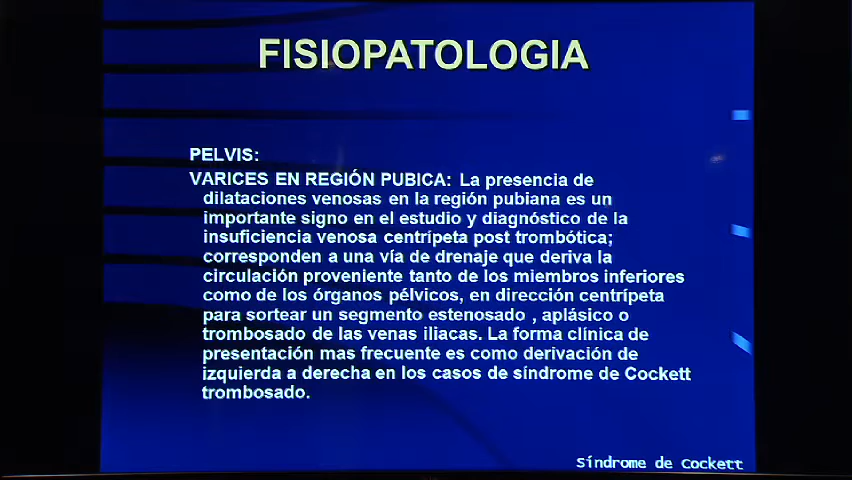 FISIOPATOLOGIA
PELVIS:
VARICES EN REGIÓN PUBICA: La presencia de
dilataciones venosas en la región pubiana es un
importante signo en el estudio y diagnóstico de la
insuficiencia venosa centrípeta post trombótica;
corresponden a una vía de drenaje que deriva la
circulación proveniente tanto de los miembros inferiores
como de los órganos pélvicos, en dirección centrípeta
para sortear un segmento estenosado , aplásico o
trombosado de las venas iliacas. La forma clínica de
presentación mas frecuente es como derivación de
izquierda a derecha en los casos de síndrome de Cockett
trombosado.
Síndrome de Cockett